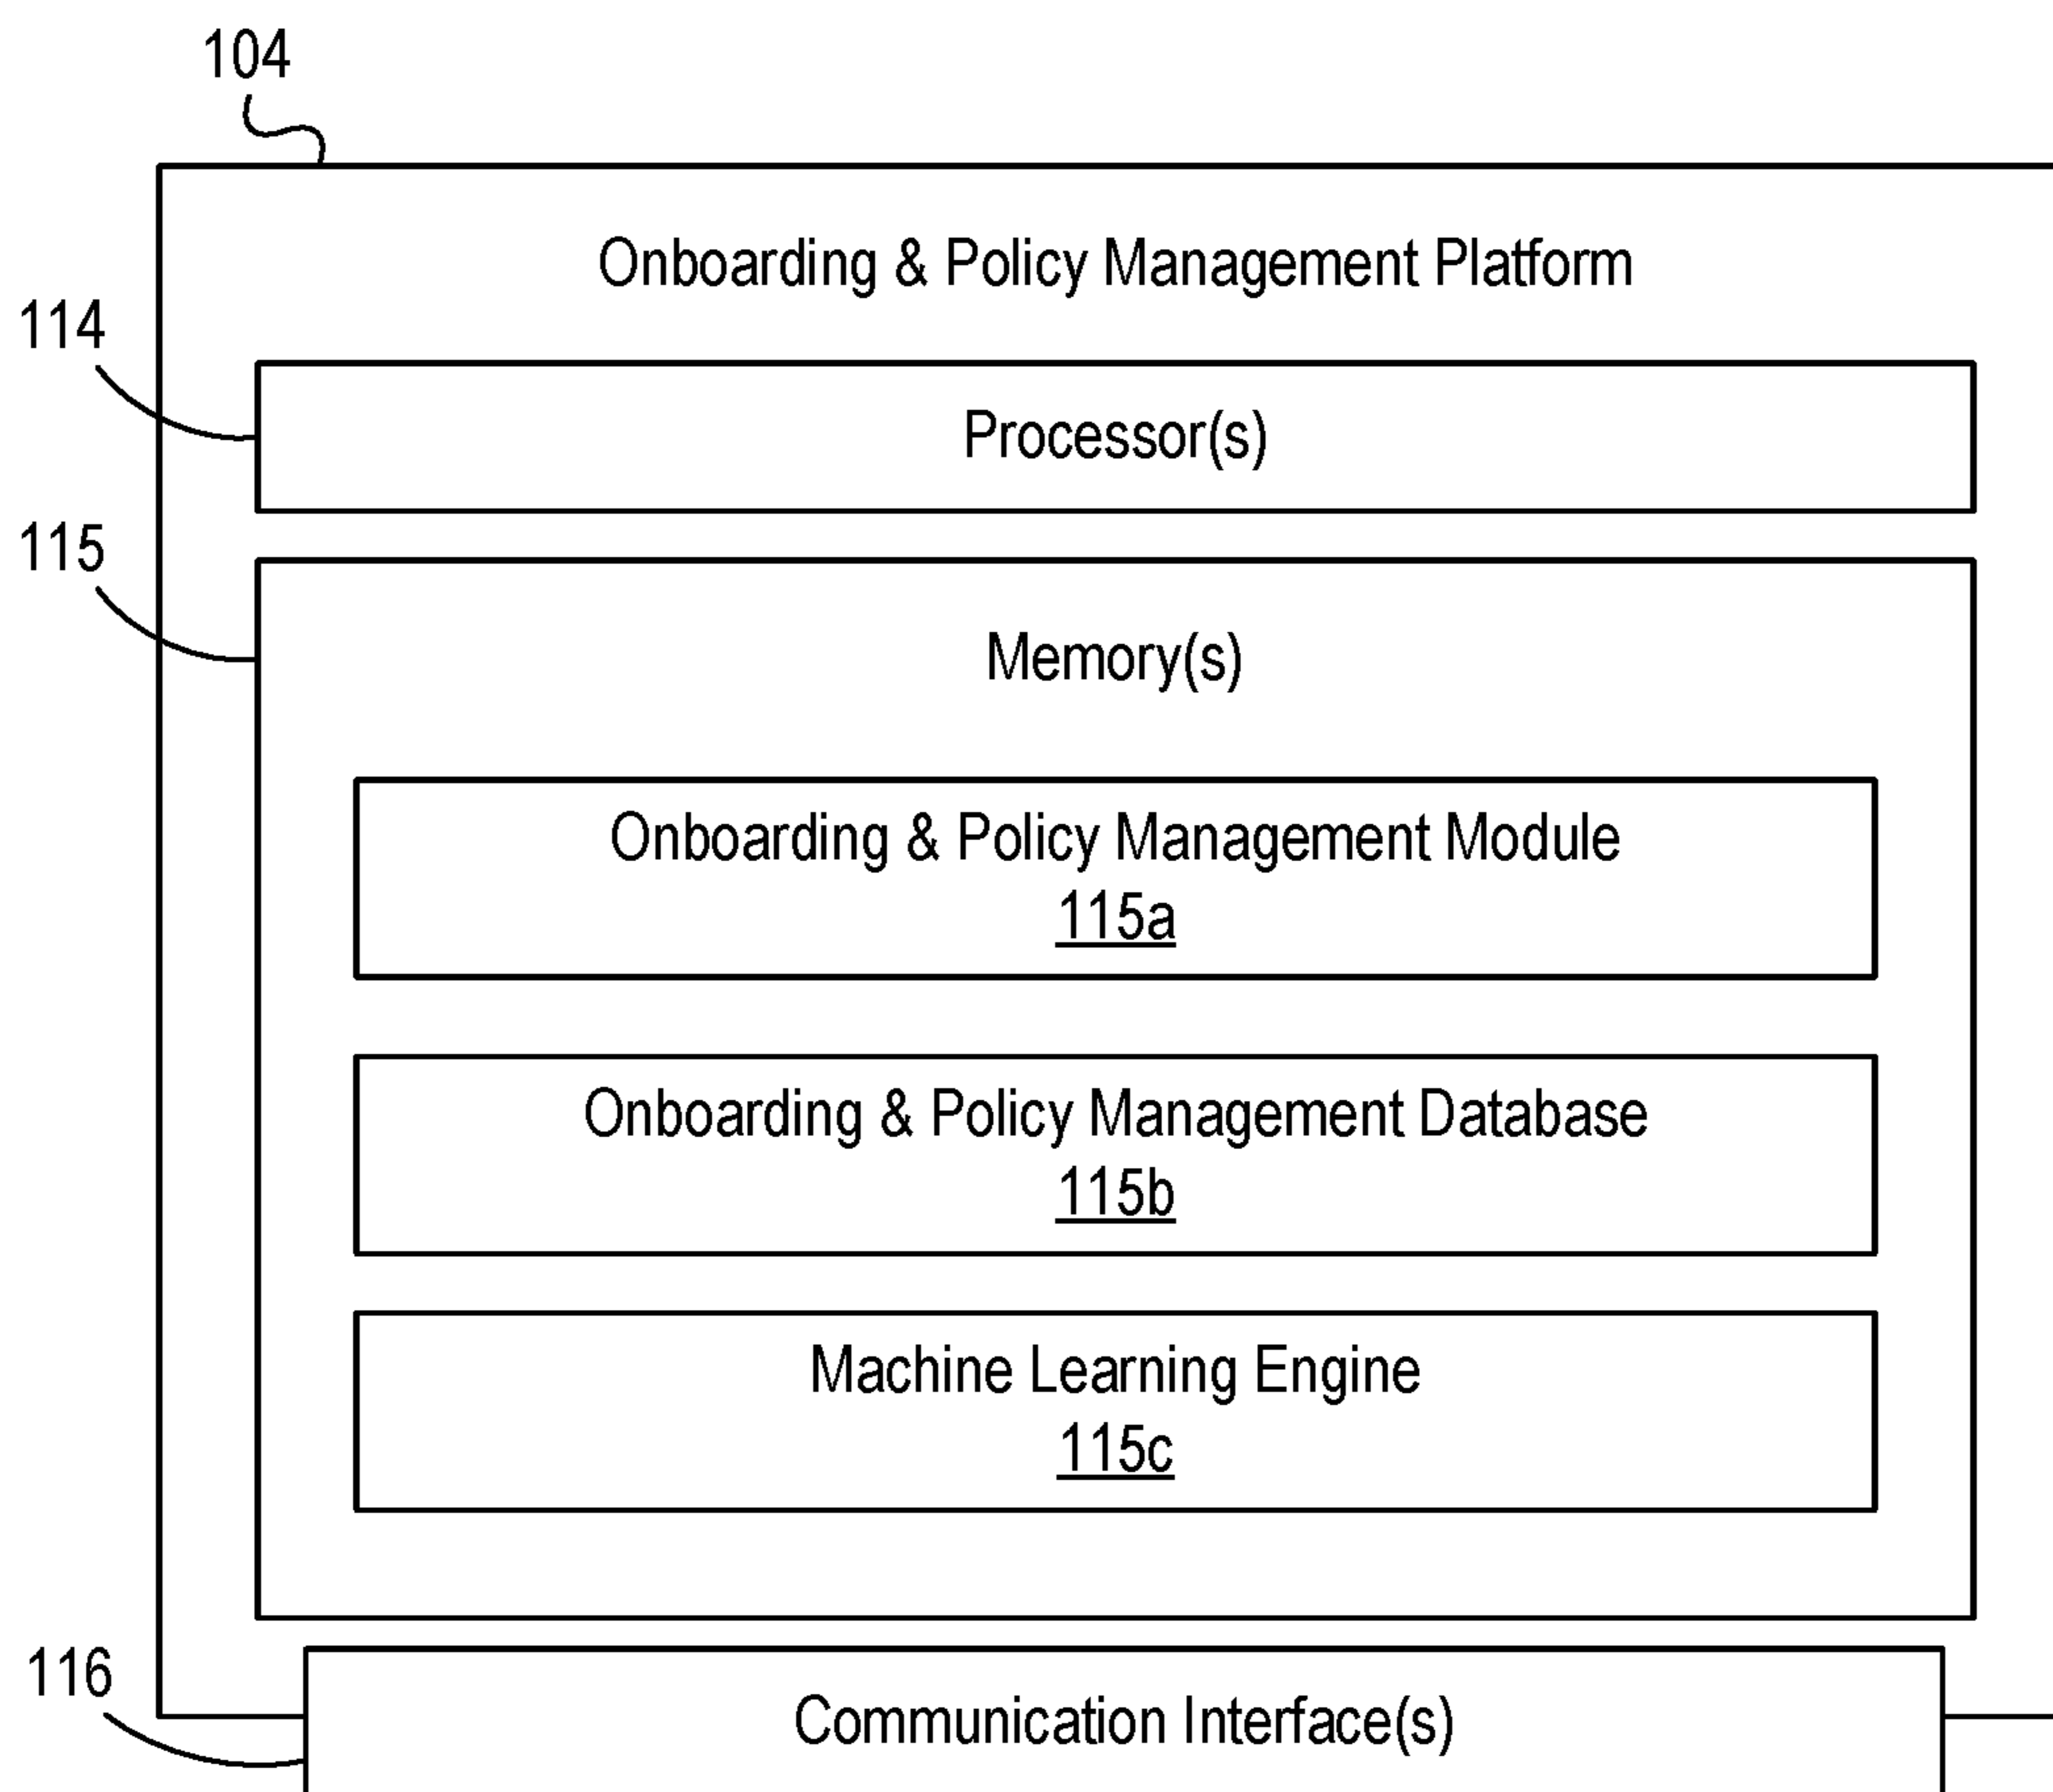 104
Onboarding & Policy Management Platform
114
Processor(s)
115
Memory(s)
Onboarding & Policy Management Module
115a
Onboarding & Policy Management Database
115b
Machine Learning Engine
115c
116
Communication Interface(s)